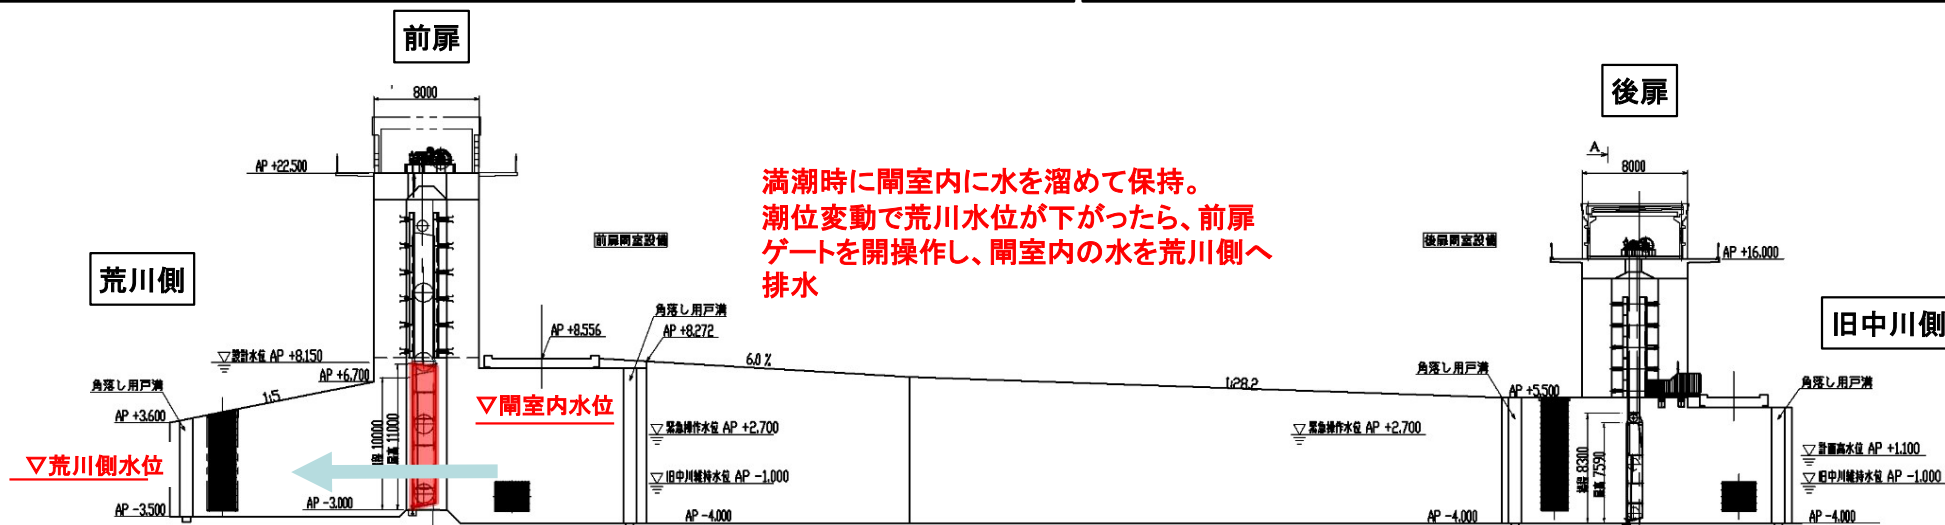 前扉
8000
AP +22.500
荒川側
満潮時に閘室内に水を溜めて保持。
潮位変動で荒川水位が下がったら、前扉
ゲートを開操作し、閘室内の水を荒川側へ
排水
前扉閘室設備
後扉閘室設備
後扉
A
8000
AP +16.000
旧中川側
角落し用戸溝
AP +8.556
AP +8.272
6.0 %
1:28.2
設計水位 AP +8.150
AP +6.700
角落し用戸溝
1:5
AP +3.600
▽荒川側水位
AP -3.500
AP -3.000
10000
11000
▽閘室内水位
緊急操作水位 AP +2.700
旧中川維持水位 AP -1.000
AP -4.000
緊急操作水位 AP +2.700
角落し用戸溝
AP +5.500
AP -4.000
揚程 8300
扉高 7590
角落し用戸溝
計画高水位 AP +1.100
旧中川維持水位 AP -1.000
AP -4.000